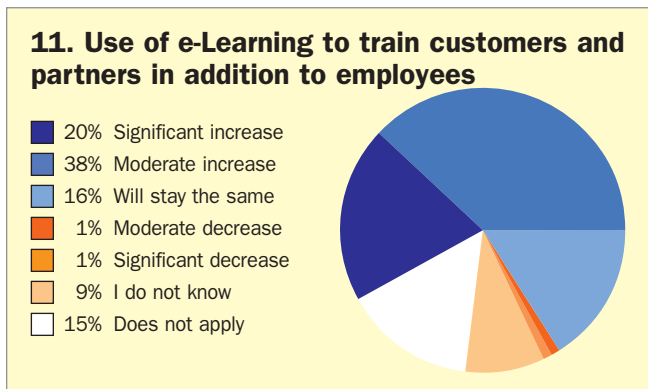 11. Use of e-Learning to train customers and
partners in addition to employees
20% Significant increase
38% Moderate increase
16% Will stay the same
1% Moderate decrease
1% Significant decrease
9% I do not know
15% Does not apply